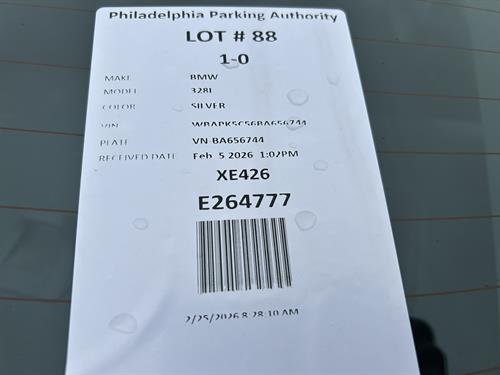 Philadelphia Parking Authority
LOT # 88
1-0
MAKE BMW
MODEL 328I
COLOR SILVER
VIN WBAPK5C56BA656744
PLATE VN-BA656744
RECEIVED DATE Feb 5 2026 1:02PM
XE426
E264777
2/25/2026 8:28:10 AM